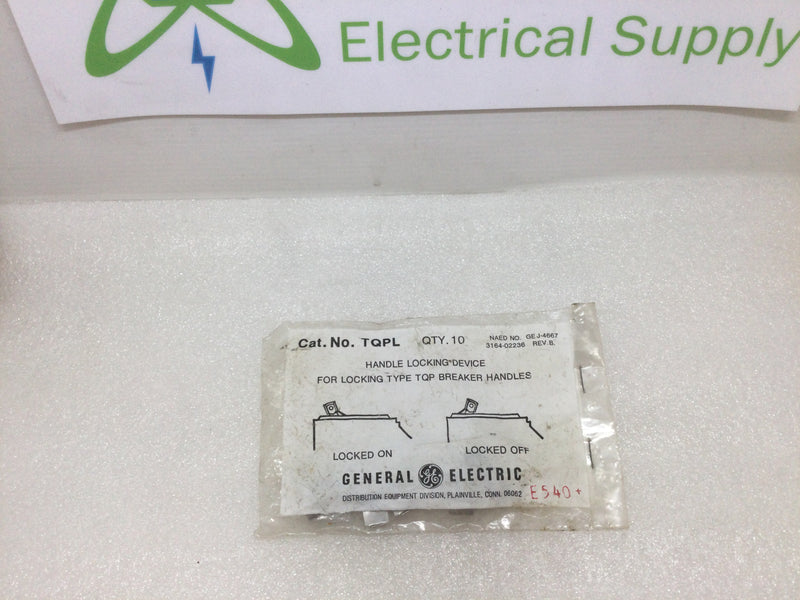 Electrical Supply
Cat. No. TQPL QTY. 10 NAED NO. GEJ-4667
3164-02236 REV. B.
HANDLE LOCKING DEVICE
FOR LOCKING TYPE TQP BREAKER HANDLES
LOCKED ON LOCKED OFF
GENERAL GE ELECTRIC
DISTRIBUTION EQUIPMENT DIVISION, PLAINVILLE, CONN. 06062
E540+